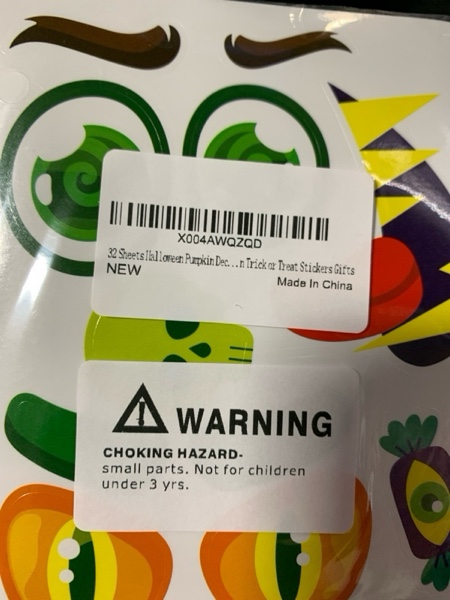 X004AWQZQD
32 Sheets Halloween Pumpkin Dec...n Trick or Treat Stickers Gifts
NEW
Made In China
WARNING
CHOKING HAZARD-
small parts. Not for children
under 3 yrs.